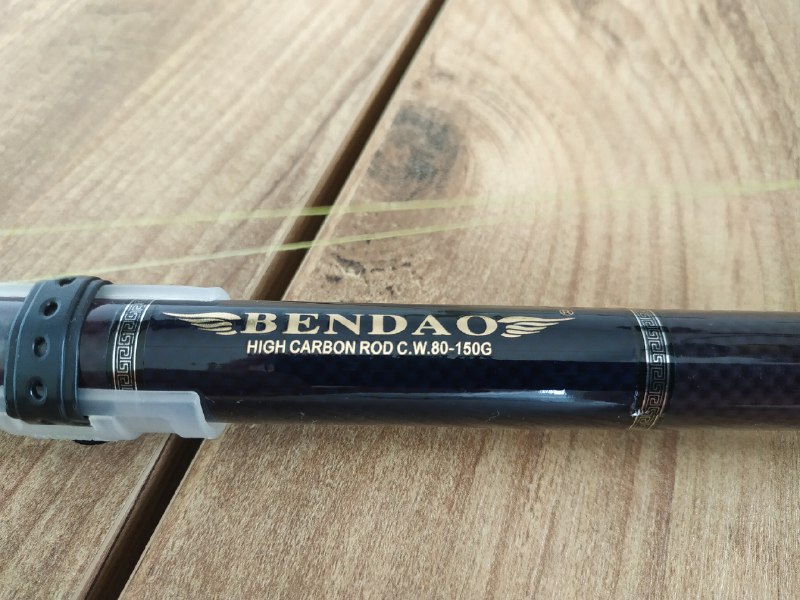 BENDAO ®
HIGH CARBON ROD C.W.80-150G